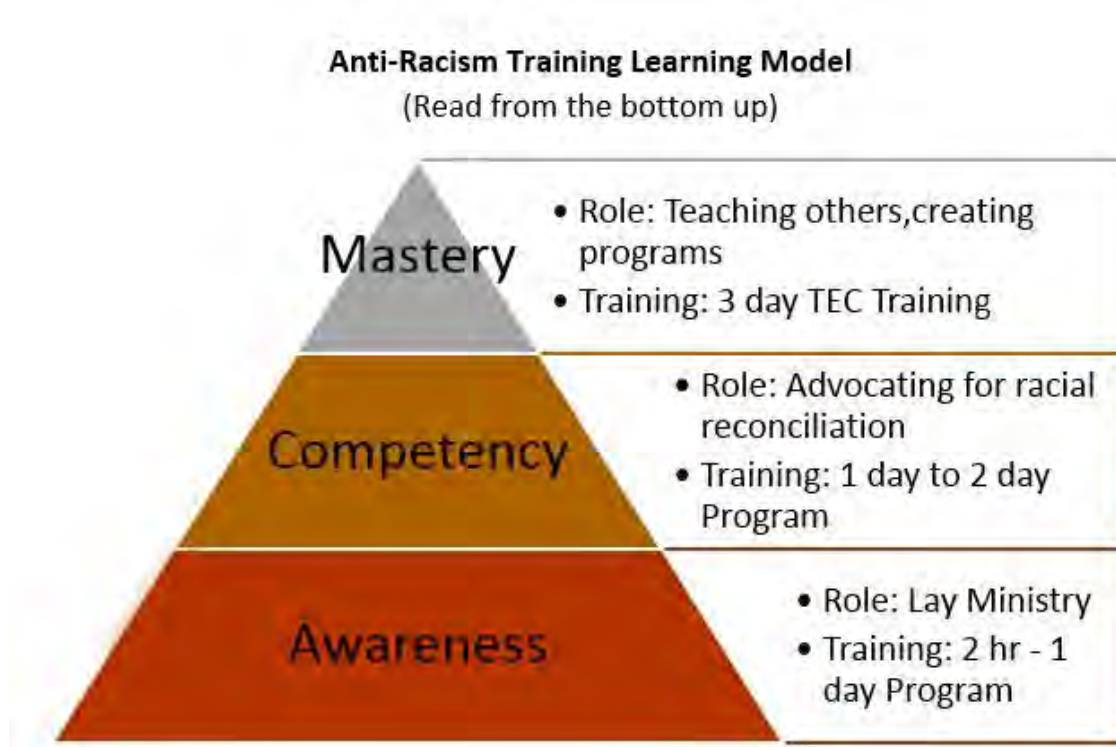 Anti-Racism Training Learning Model
(Read from the bottom up)
Mastery
• Role: Teaching others,creating
programs
• Training: 3 day TEC Training
Competency
• Role: Advocating for racial
reconciliation
• Training: 1 day to 2 day
Program
Awareness
• Role: Lay Ministry
• Training: 2 hr - 1
day Program